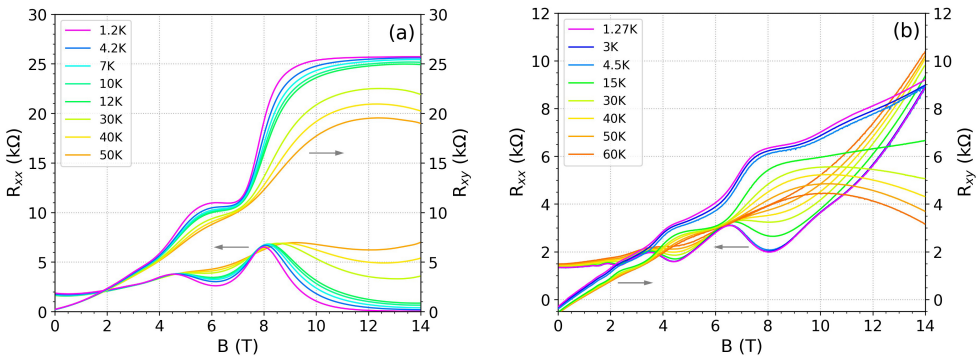 (a)
1.2K
4.2K
7K
10K
12K
30K
40K
50K
30
25
20
15
10
5
0
R_xx (kΩ)
30
25
20
15
10
5
0
R_xy (kΩ)
0 2 4 6 8 10 12 14
B (T)
(b)
1.27K
3K
4.5K
15K
30K
40K
50K
60K
12
10
8
6
4
2
0
R_xx (kΩ)
12
10
8
6
4
2
0
R_xy (kΩ)
0 2 4 6 8 10 12 14
B (T)